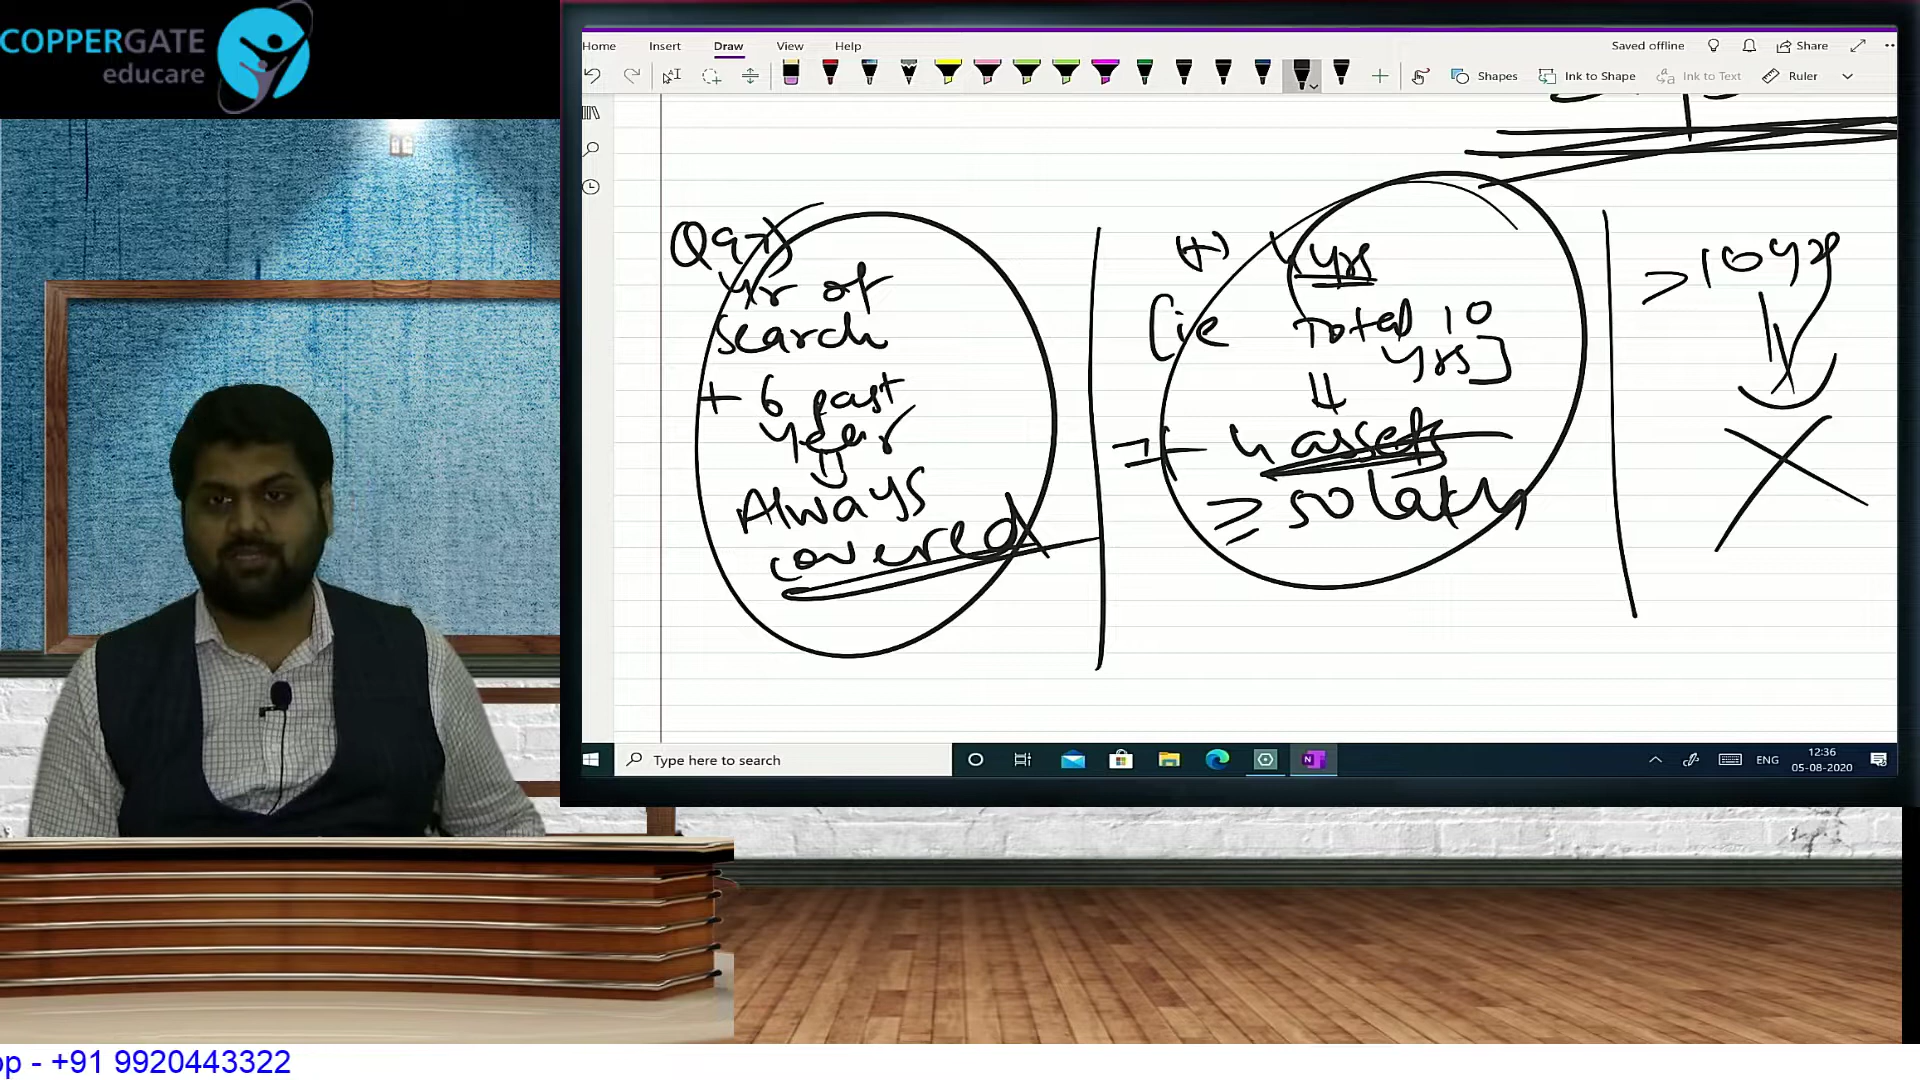 COPPERGATE
educare
Home Insert Draw View Help
Saved offline Share
Shapes Ink to Shape Ink to Text Ruler
yr of
search
+ 6 past
year
Always
covered
(+) 4 yrs
[ie Total 10
yrs]
If 4 assets
≥ 50 lakh
> 10 yrs
Type here to search
ENG
12:36
05-08-2020
pp - +91 9920443322